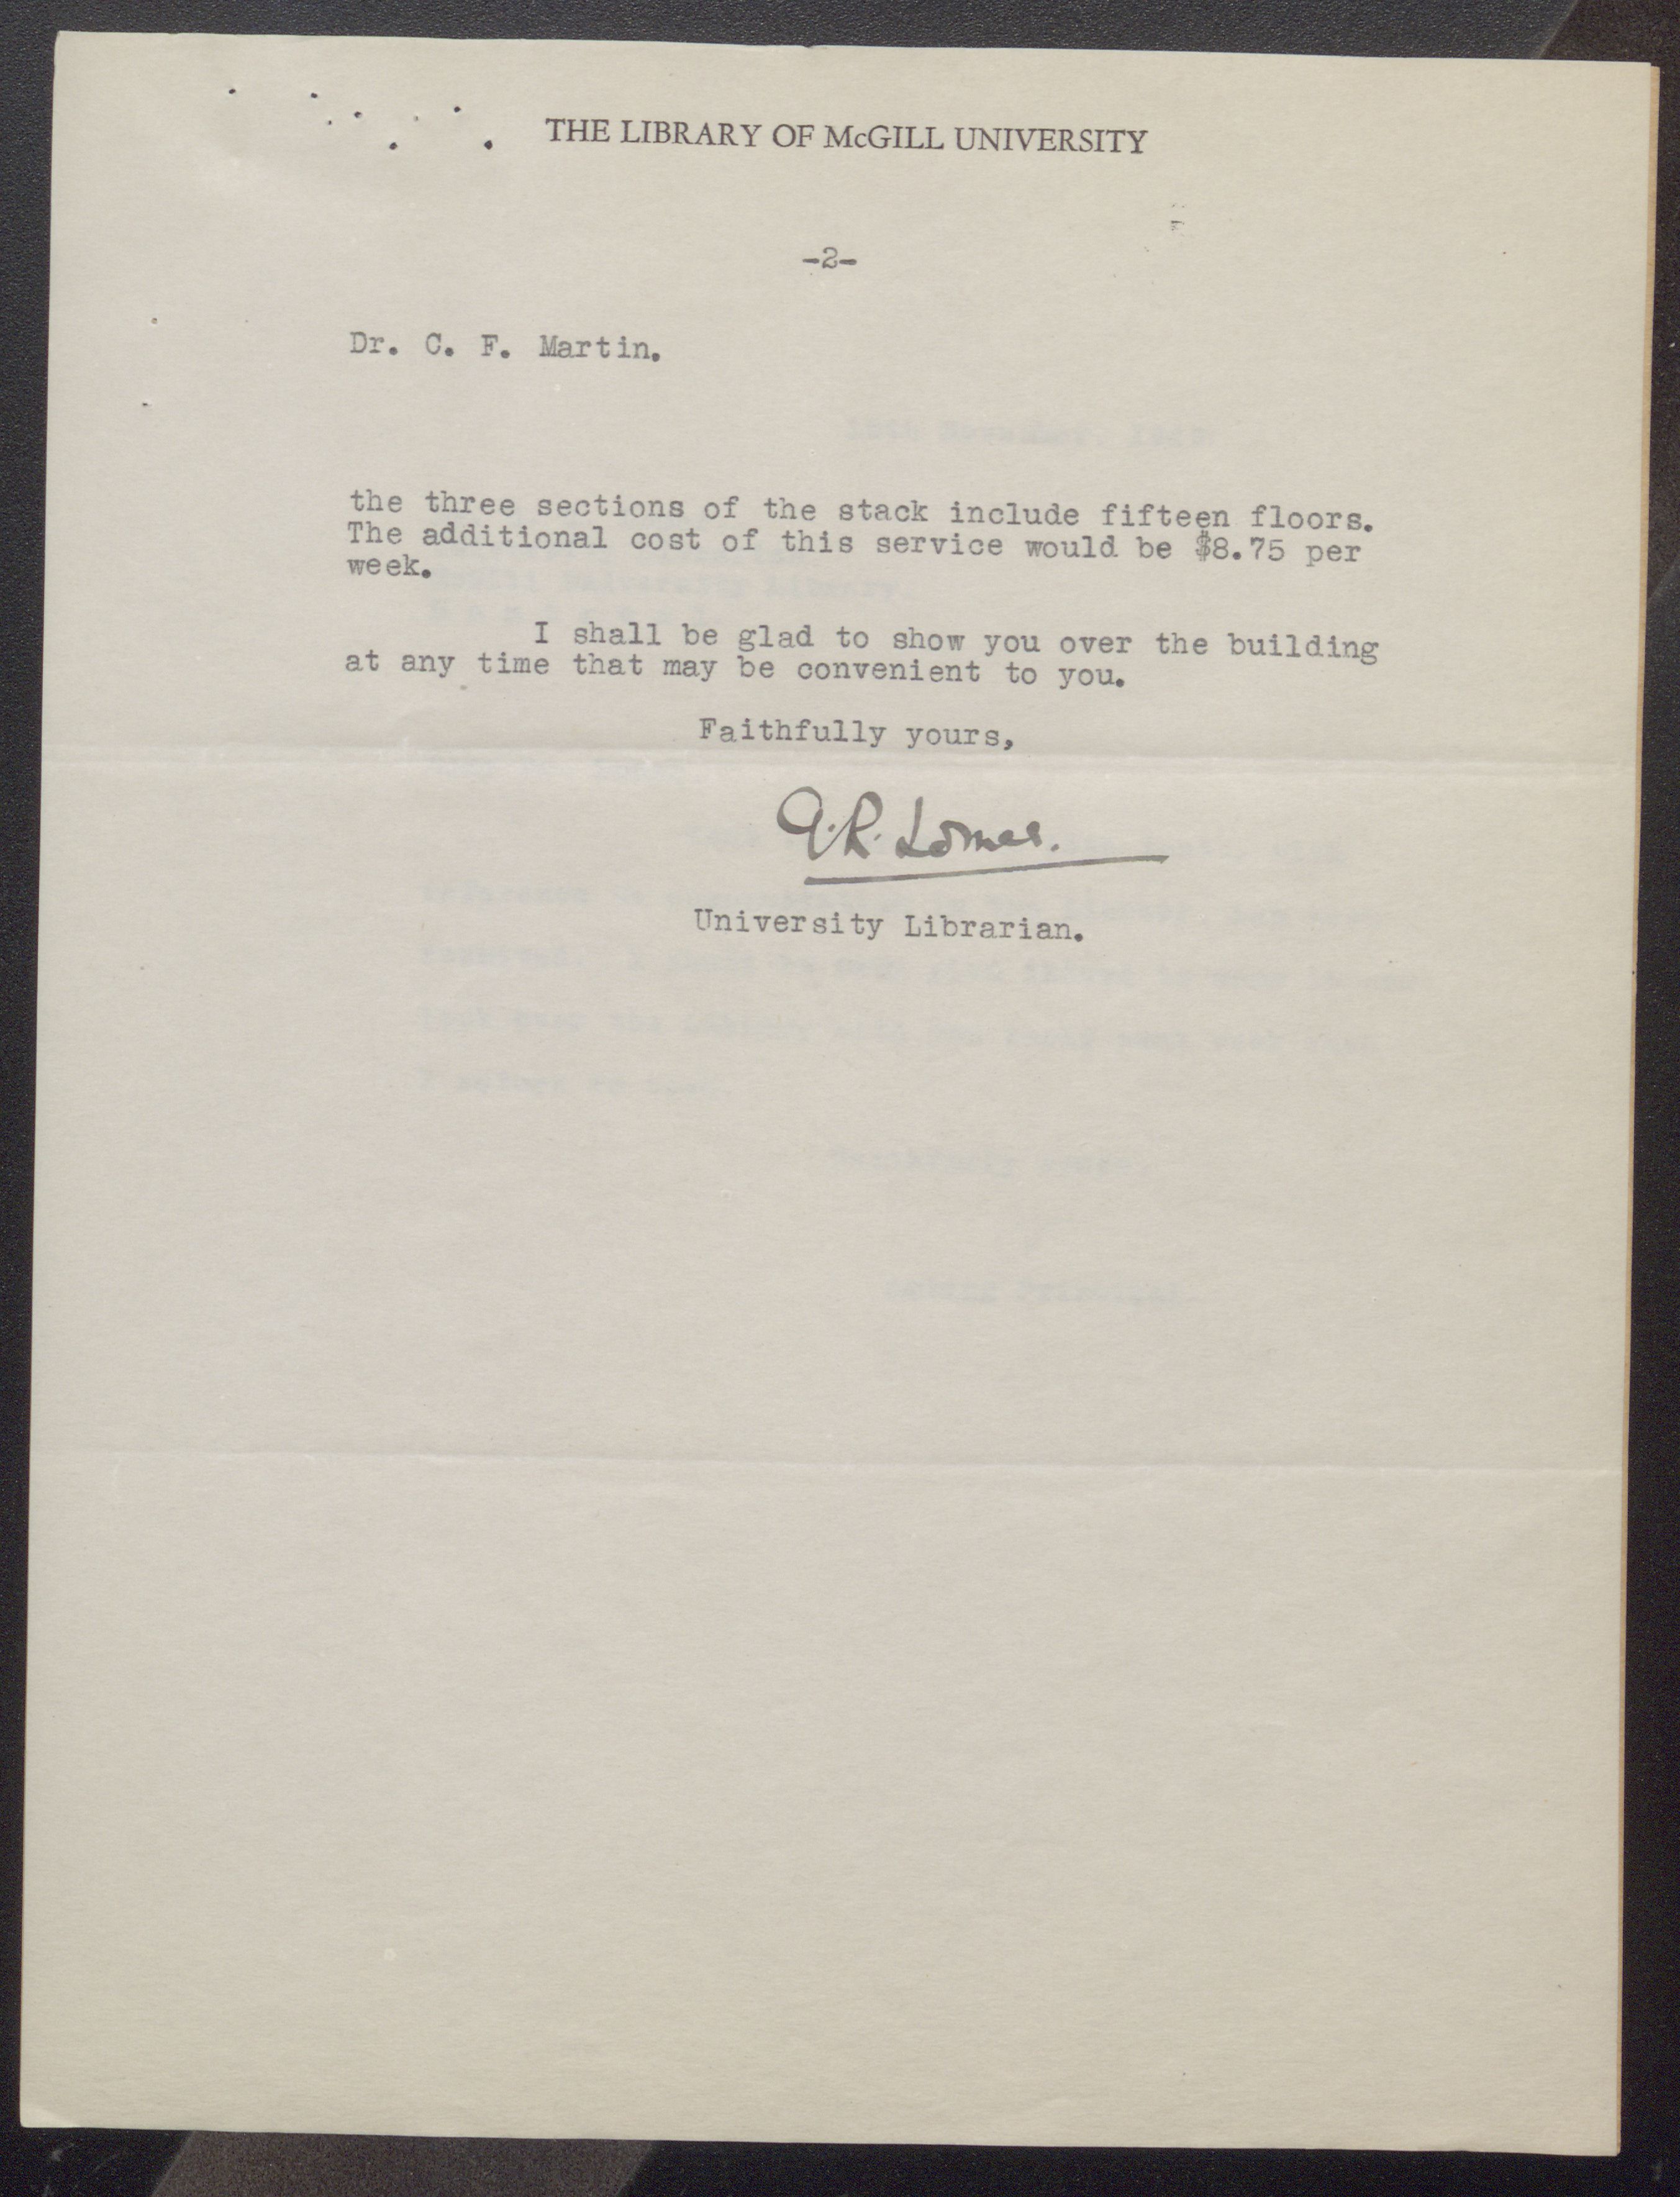 THE LIBRARY OF McGILL UNIVERSITY
-2-
Dr. C. F. Martin.
the three sections of the stack include fifteen floors.
The additional cost of this service would be $8.75 per
week.
I shall be glad to show you over the building
at any time that may be convenient to you.
Faithfully yours,
G.R. Lomer.
University Librarian.